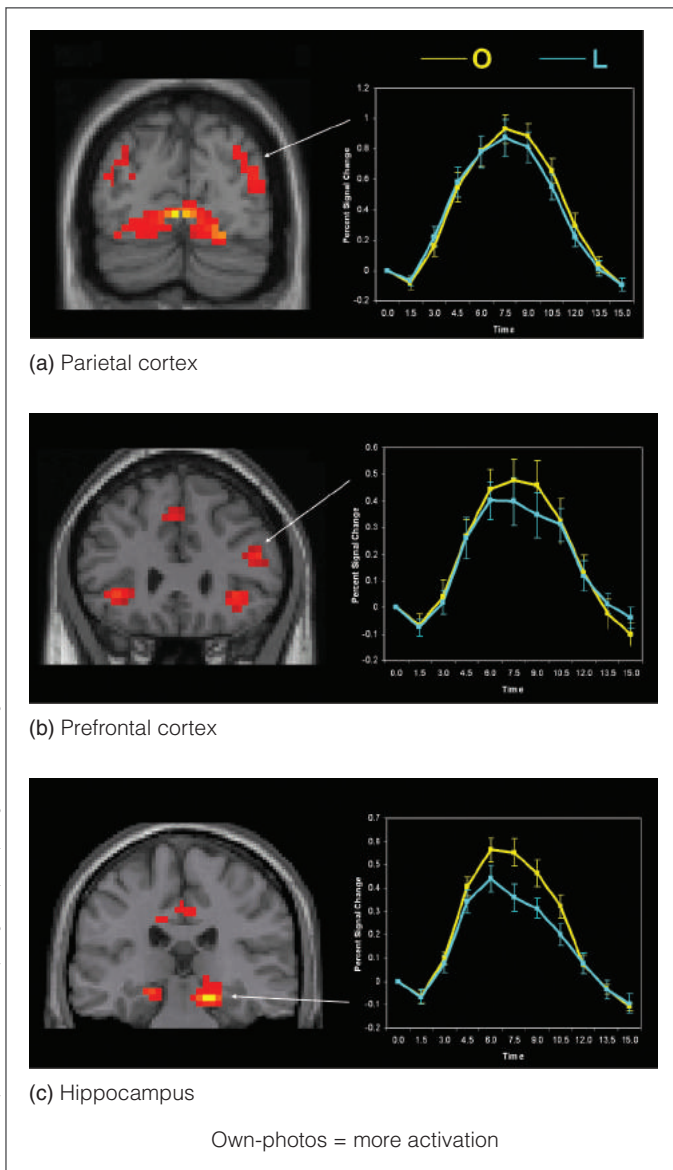 O L
Percent Signal Change
1.2
1
0.8
0.6
0.4
0.2
0
-0.2
0.0 1.5 3.0 4.5 6.0 7.5 9.0 10.5 12.0 13.5 15.0
Time
(a) Parietal cortex
Percent Signal Change
0.6
0.5
0.4
0.3
0.2
0.1
0
-0.1
-0.2
0.0 1.5 3.0 4.5 6.0 7.5 9.0 10.5 12.0 13.5 15.0
Time
(b) Prefrontal cortex
Percent Signal Change
0.7
0.6
0.5
0.4
0.3
0.2
0.1
0
-0.1
-0.2
0.0 1.5 3.0 4.5 6.0 7.5 9.0 10.5 12.0 13.5 15.0
Time
(c) Hippocampus
Own-photos = more activation